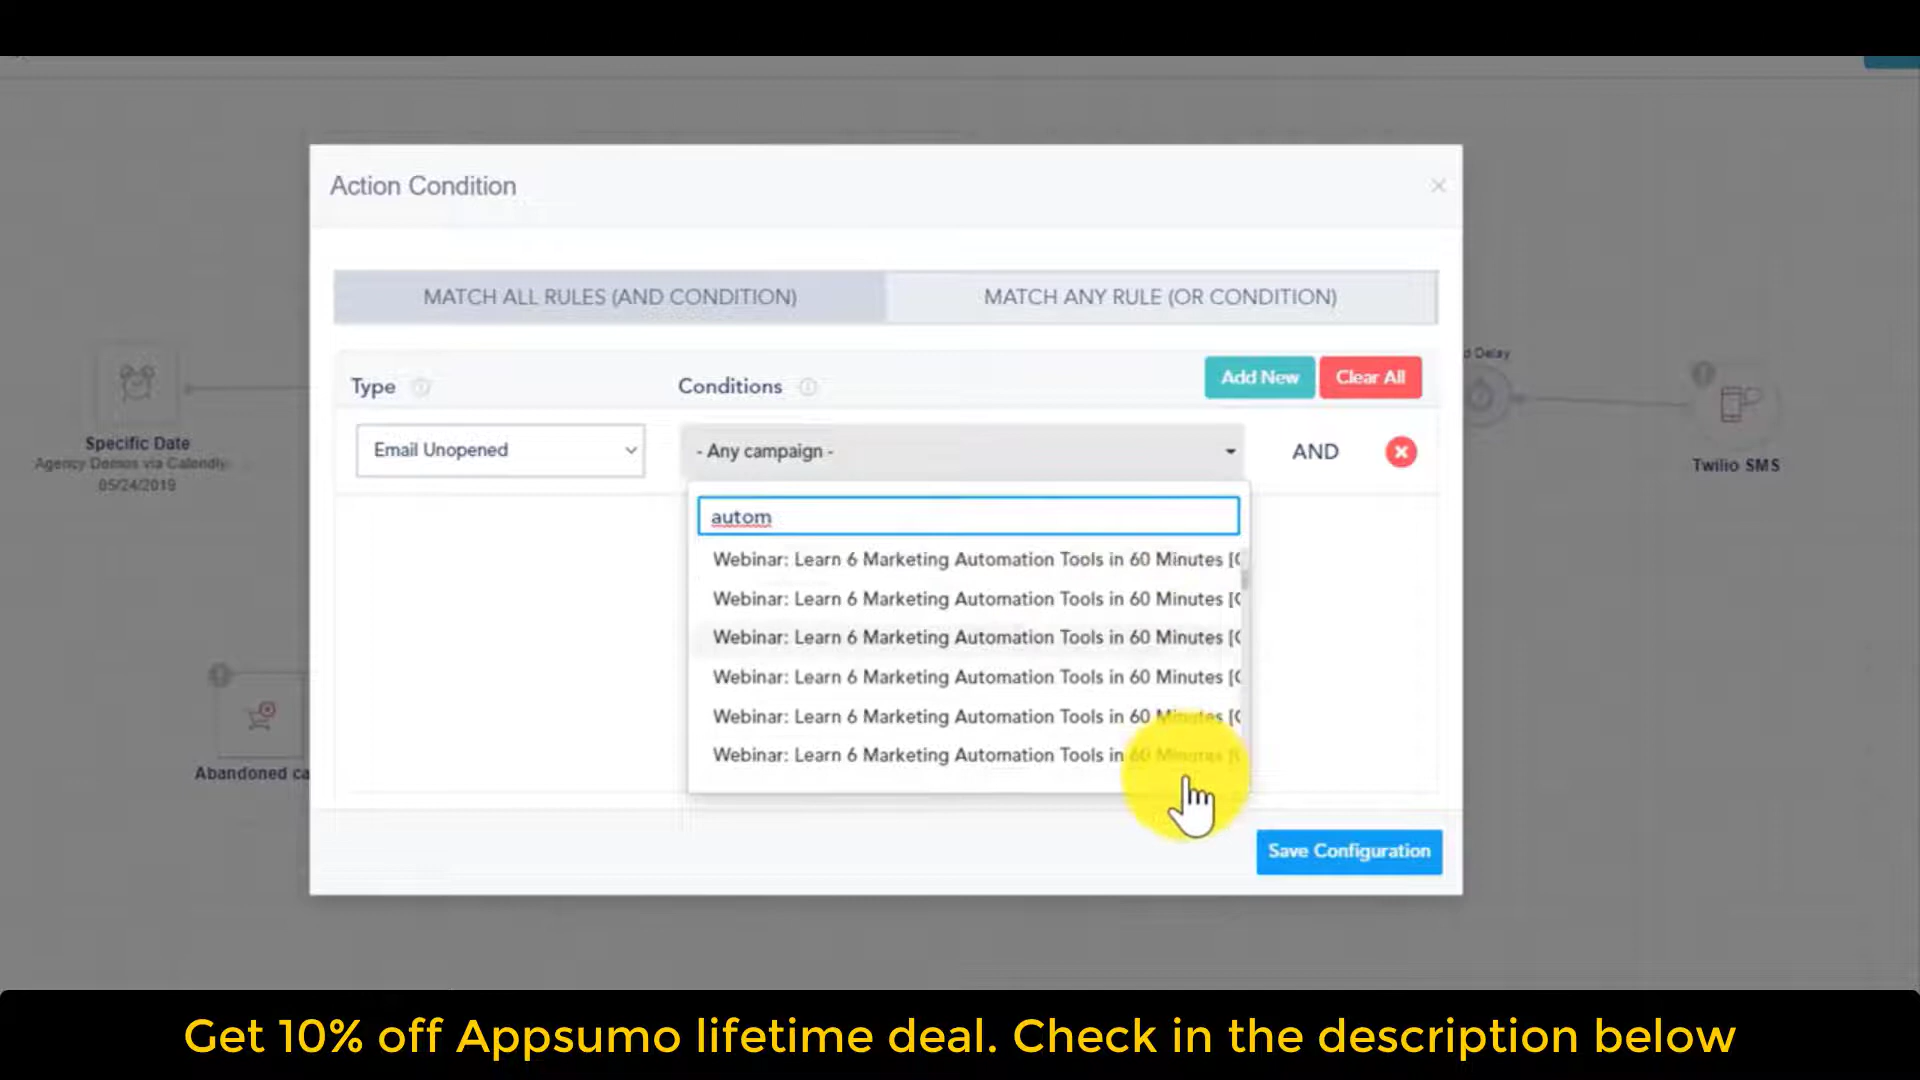 Action Condition
×
MATCH ALL RULES (AND CONDITION)
MATCH ANY RULE (OR CONDITION)
Type
Conditions
Add New
Clear All
Email Unopened
- Any campaign -
AND
autom
Webinar: Learn 6 Marketing Automation Tools in 60 Minutes [
Webinar: Learn 6 Marketing Automation Tools in 60 Minutes [
Webinar: Learn 6 Marketing Automation Tools in 60 Minutes [
Webinar: Learn 6 Marketing Automation Tools in 60 Minutes [
Webinar: Learn 6 Marketing Automation Tools in 60 Minutes [
Webinar: Learn 6 Marketing Automation Tools in 60 Minutes
Save Configuration
Specific Date
Agency Demos via Calendly
05/24/2019
Abandoned ca
d Delay
Twilio SMS
Get 10% off Appsumo lifetime deal. Check in the description below